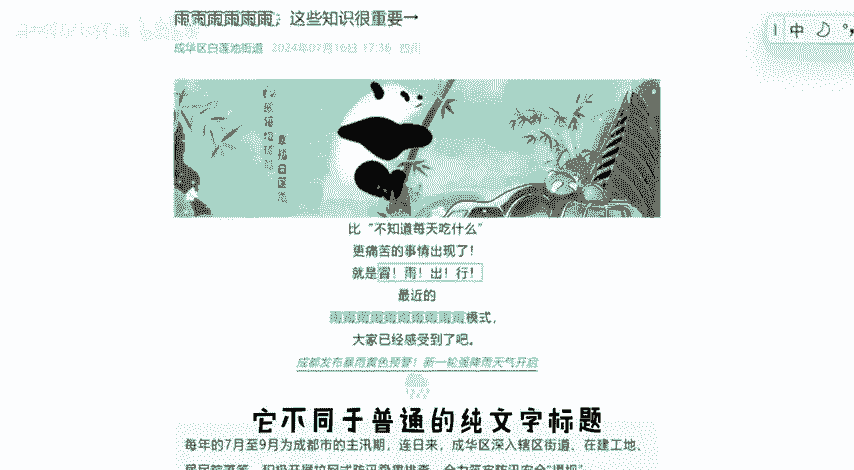 雨雨雨雨雨雨，这些知识很重要→
成华区白莲池街道 2024年07月16日 17:36 四川
中
比“不知道每天吃什么”
更痛苦的事情出现了！
就是冒！雨！出！行！
最近的
雨雨雨雨雨雨雨雨雨雨模式，
大家已经感受到了吧。
成都发布暴雨黄色预警！新一轮强降雨天气开启
它不同于普通的纯文字标题
每年的7月至9月为成都市的主汛期，连日来，成华区深入辖区街道、在建工地、